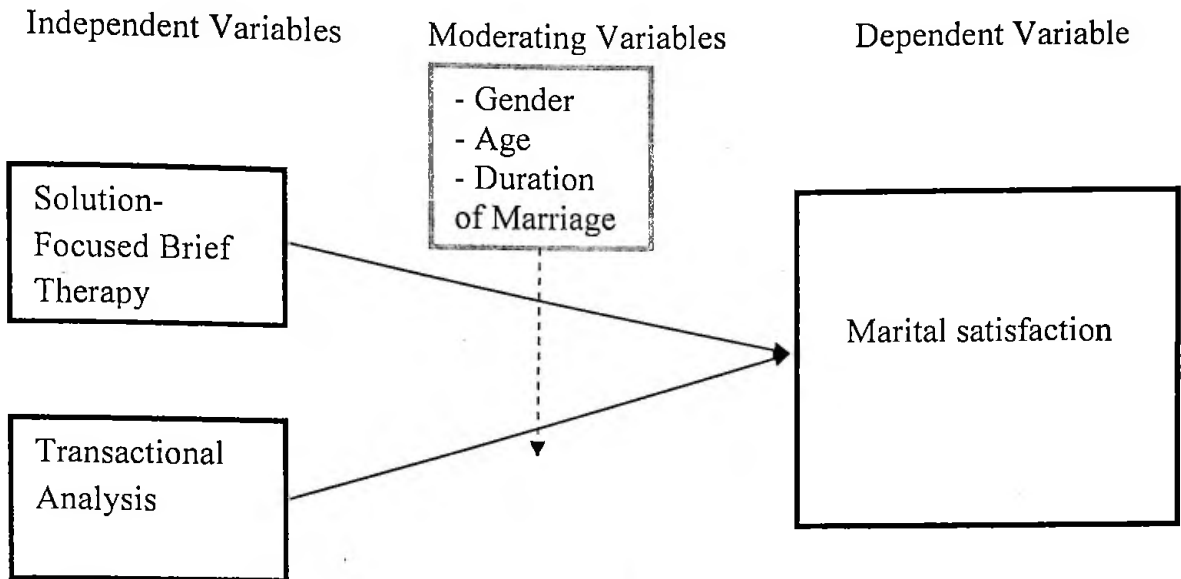 Independent Variables
Moderating Variables
Dependent Variable
- Gender
- Age
- Duration
of Marriage
Solution-
Focused Brief
Therapy
Marital satisfaction
Transactional
Analysis